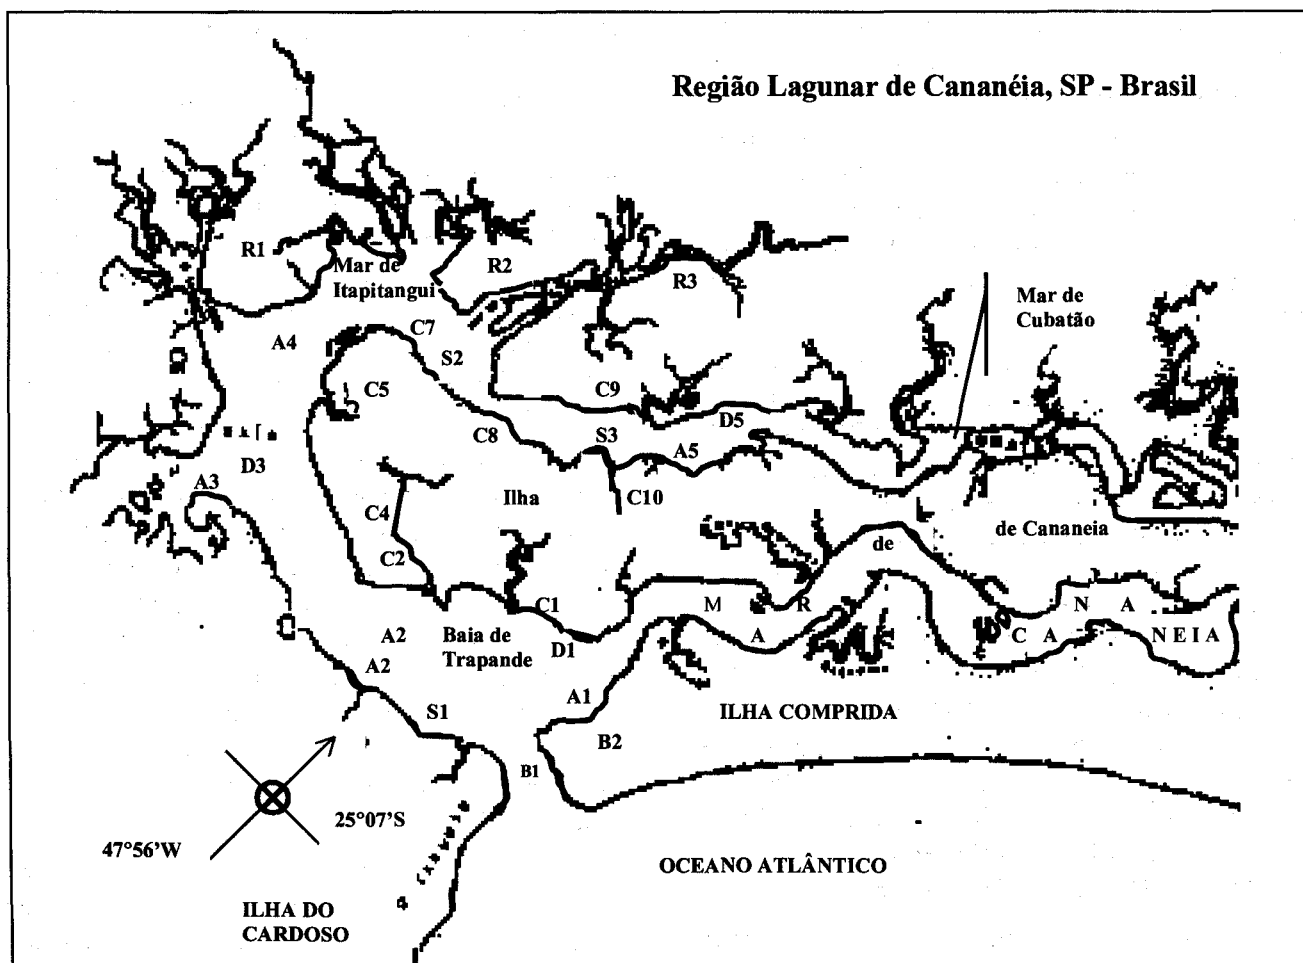 Região Lagunar de Cananéia, SP - Brasil
R1
Mar de
Itapitangui
R2
R3
Mar de
Cubatão
A4
C7
S2
C5
C9
D5
C8
S3
A5
D3
A3
C10
Ilha
de
de Cananeia
C4
C2
C1
D1
M A R
C A N A NEIA
A2
Baia de
Trapande
A2
A1
S1
B2
B1
ILHA COMPRIDA
25°07'S
47°56'W
OCEANO ATLÂNTICO
ILHA DO
CARDOSO